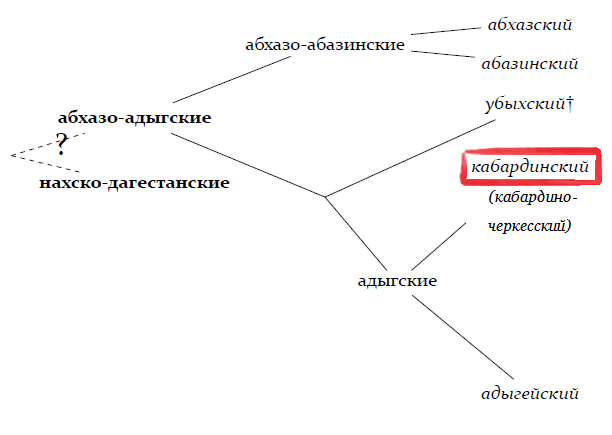 абхазский
абхазо-абазинские
абазинский
убыхский†
абхазо-адыгские
?
кабардинский
нахско-дагестанские
(кабардино-
черкесский)
адыгские
адыгейский